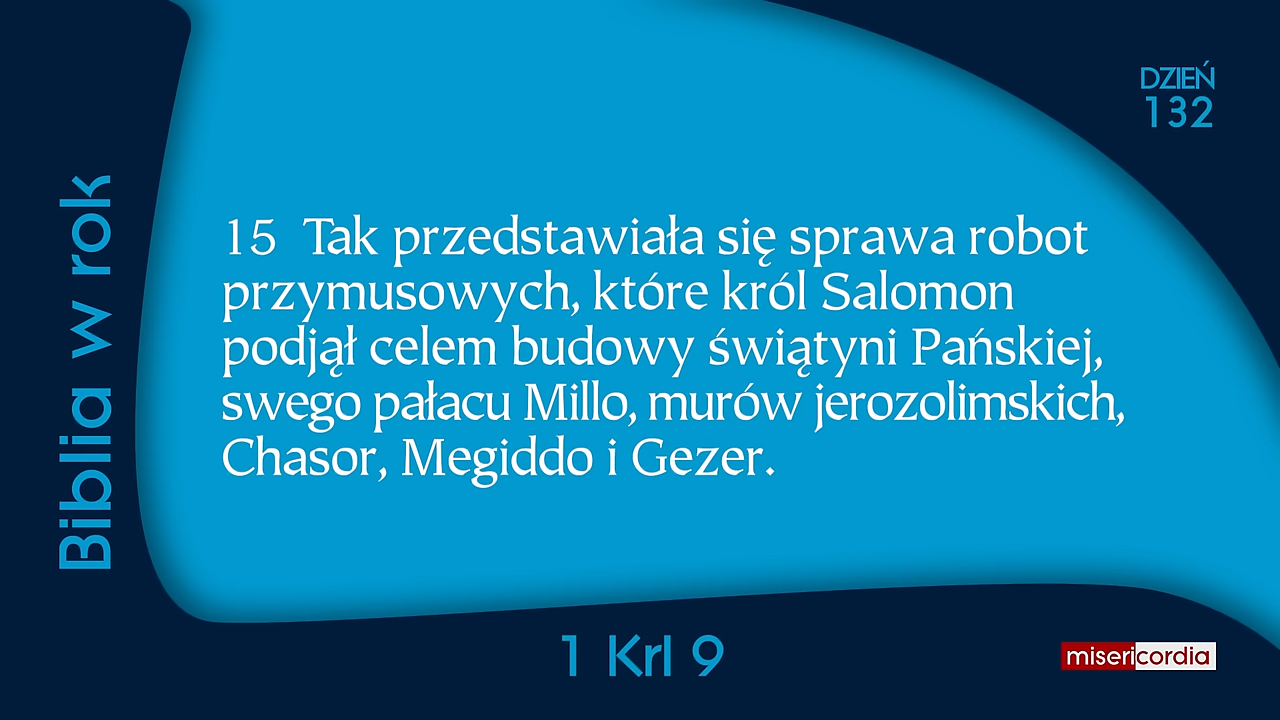 DZIEŃ
132
Biblia w rok
15 Tak przedstawiała się sprawa robot
przymusowych, które król Salomon
podjął celem budowy świątyni Pańskiej,
swego pałacu Millo, murów jerozolimskich,
Chasor, Megiddo i Gezer.
1 Krl 9
misericordia